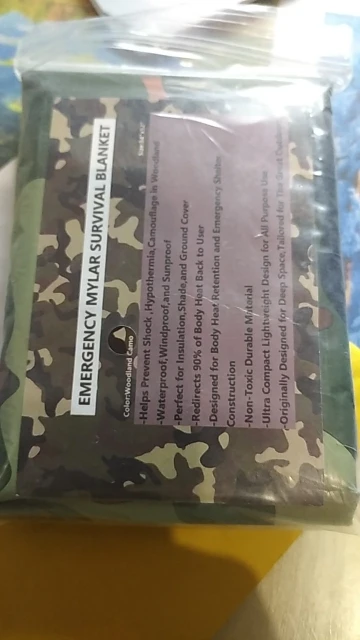 EMERGENCY MYLAR SURVIVAL BLANKET
Color:Woodland Camo
-Helps Prevent Shock ,Hypothermia,Camouflage in Woodland
-Waterproof,Windproof,and Sunproof
-Perfect for Insulation,Shade,and Ground Cover
-Redirects 90% of Body Heat Back to User
-Designed for Body Heat Retention and Emergency Shelter
Construction
-Non-Toxic Durable Material
-Ultra Compact Lightweight Design for All Purpose Use
-Originally Designed for Deep Space,Tailored for The Great